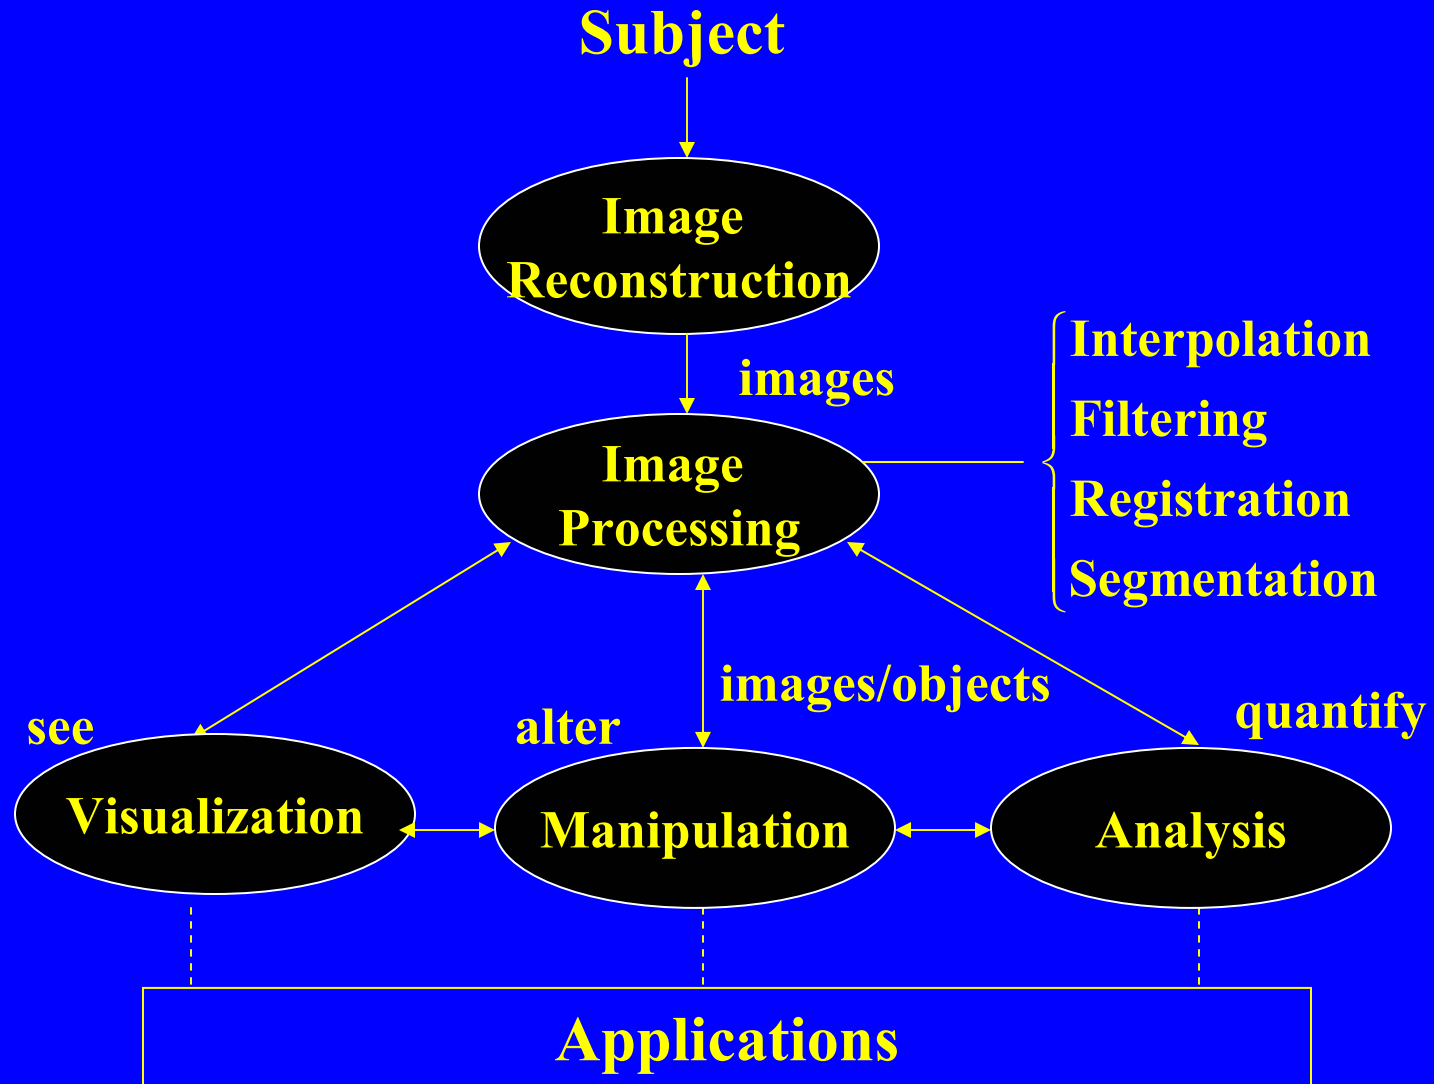 Subject
Image
Reconstruction
images
Interpolation
Filtering
Registration
Segmentation
Image
Processing
images/objects
see
alter
quantify
Visualization
Manipulation
Analysis
Applications